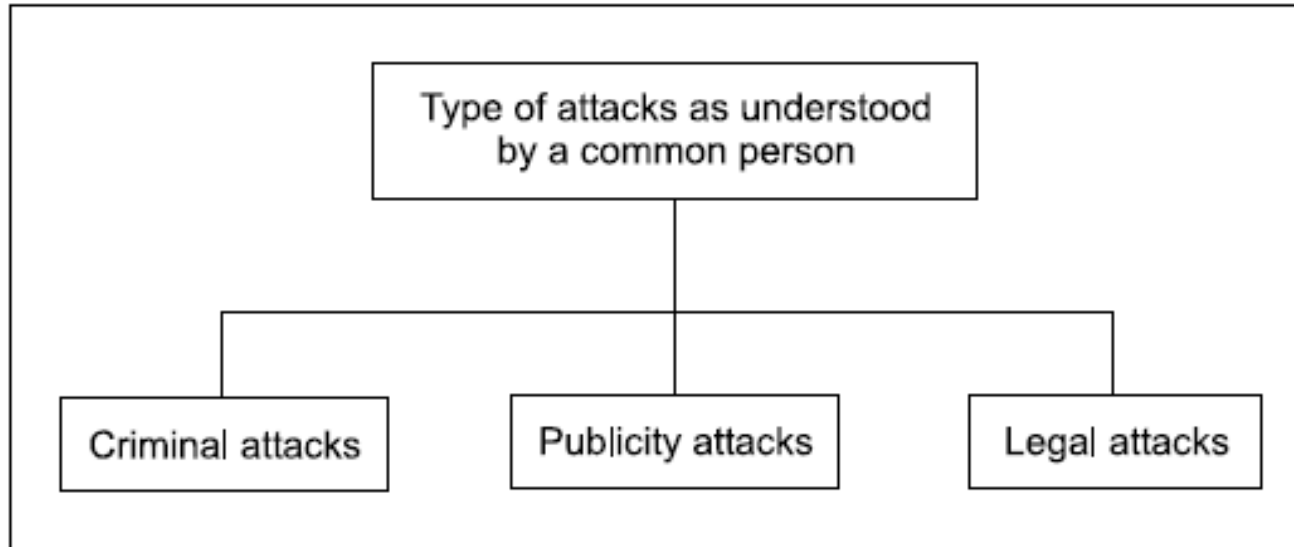 Type of attacks as understood
by a common person
Criminal attacks
Publicity attacks
Legal attacks